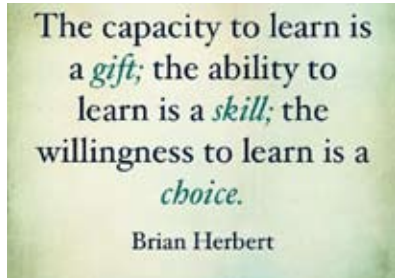 The capacity to learn is
a gift; the ability to
learn is a skill; the
willingness to learn is a
choice.
Brian Herbert